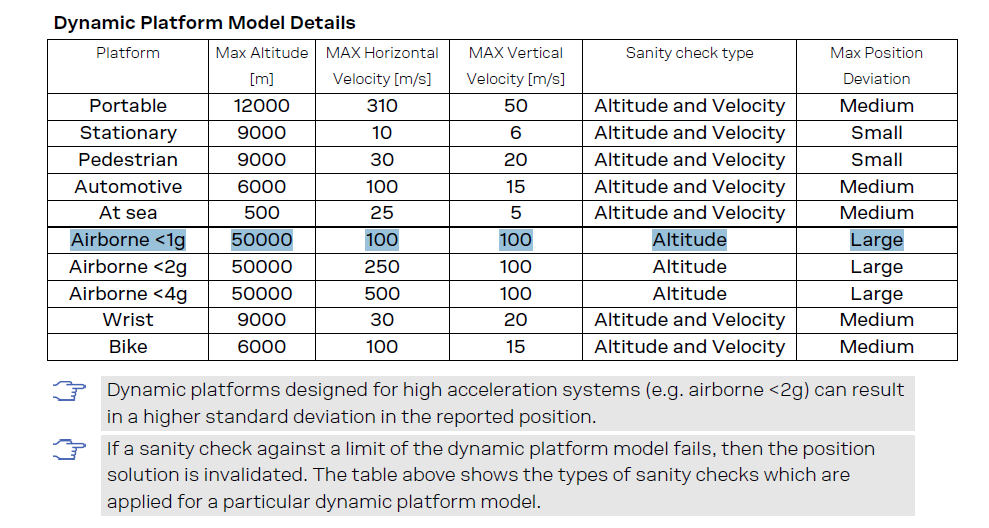 Dynamic Platform Model Details
Platform Max Altitude [m] MAX Horizontal Velocity [m/s] MAX Vertical Velocity [m/s] Sanity check type Max Position Deviation
Portable 12000 310 50 Altitude and Velocity Medium
Stationary 9000 10 6 Altitude and Velocity Small
Pedestrian 9000 30 20 Altitude and Velocity Small
Automotive 6000 100 15 Altitude and Velocity Medium
At sea 500 25 5 Altitude and Velocity Medium
Airborne <1g 50000 100 100 Altitude Large
Airborne <2g 50000 250 100 Altitude Large
Airborne <4g 50000 500 100 Altitude Large
Wrist 9000 30 20 Altitude and Velocity Medium
Bike 6000 100 15 Altitude and Velocity Medium
Dynamic platforms designed for high acceleration systems (e.g. airborne <2g) can result
in a higher standard deviation in the reported position.
If a sanity check against a limit of the dynamic platform model fails, then the position
solution is invalidated. The table above shows the types of sanity checks which are
applied for a particular dynamic platform model.